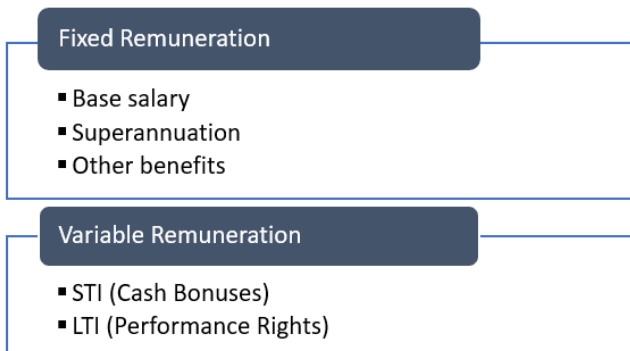 Fixed Remuneration
▪ Base salary
▪ Superannuation
▪ Other benefits
Variable Remuneration
▪ STI (Cash Bonuses)
▪ LTI (Performance Rights)